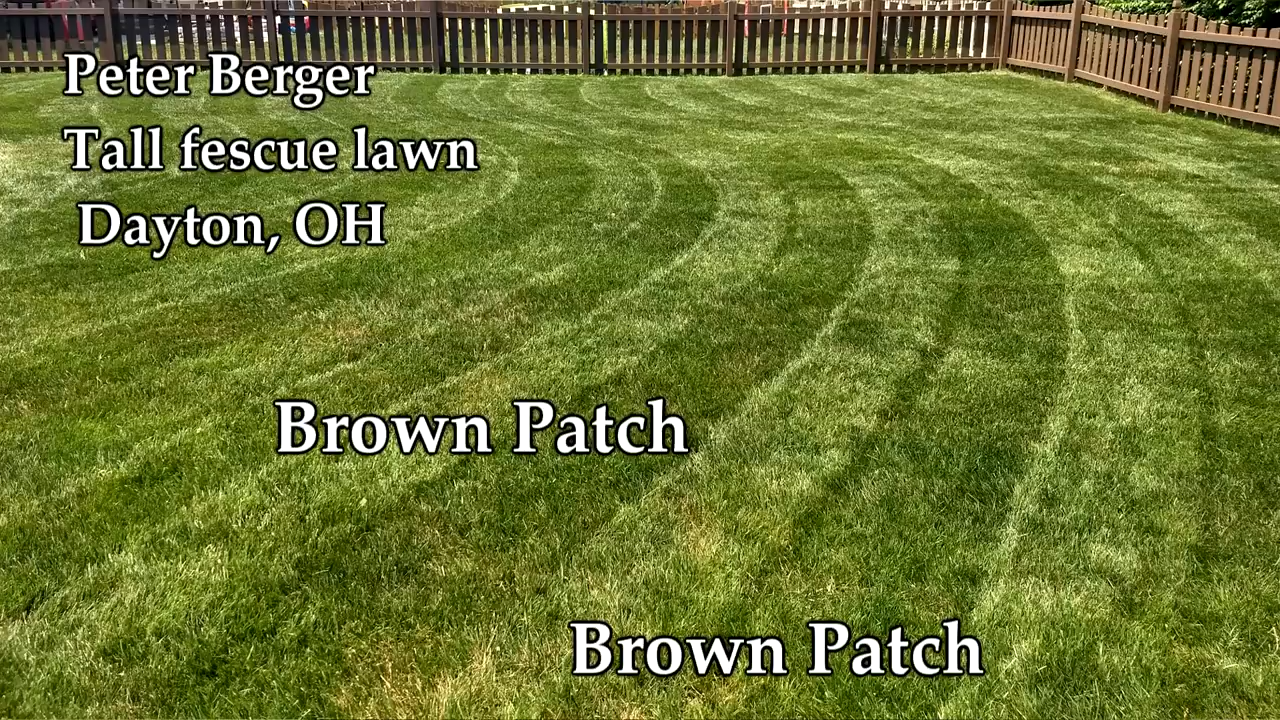 Peter Berger
Tall fescue lawn
Dayton, OH
Brown Patch
Brown Patch